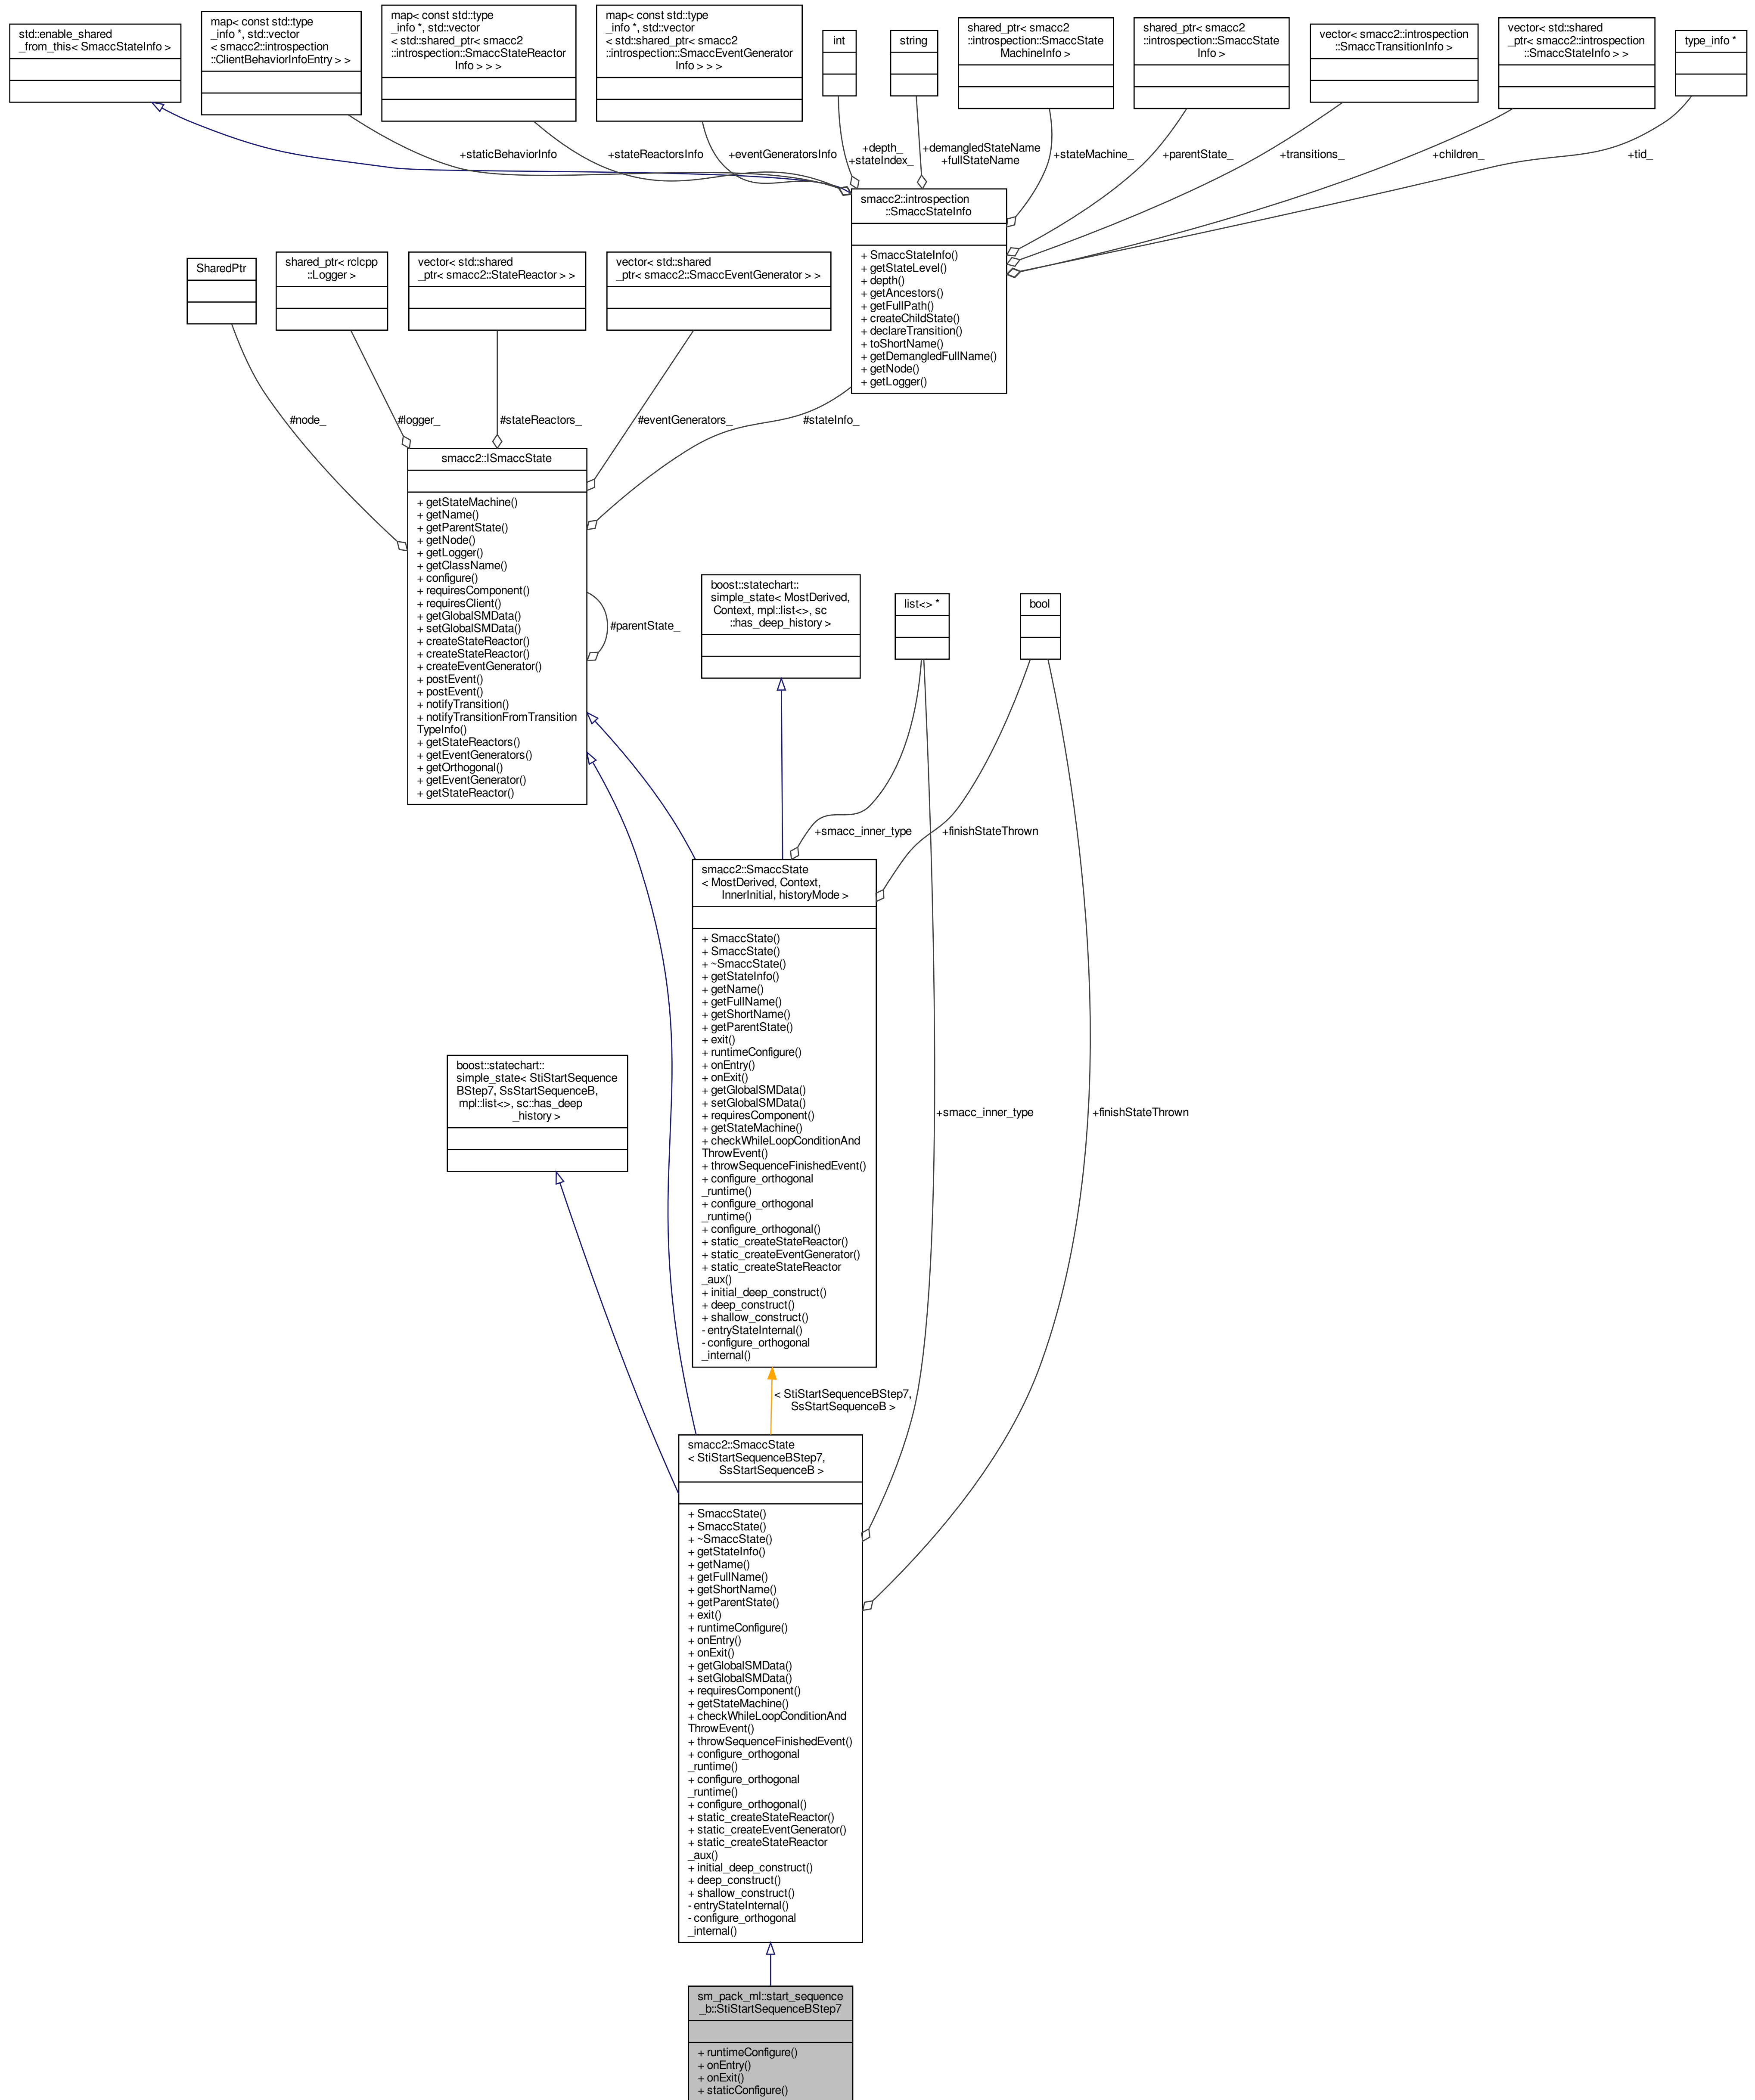 std::enable_shared
_from_this< SmaccStateInfo >
map< const std::type
_info *, std::vector
< smacc2::introspection
::ClientBehaviorInfoEntry > >
map< const std::type
_info *, std::vector
< std::shared_ptr< smacc2
::introspection::SmaccStateReactor
Info > > >
map< const std::type
_info *, std::vector
< std::shared_ptr< smacc2
::introspection::SmaccEventGenerator
Info > > >
int
string
shared_ptr< smacc2
::introspection::SmaccState
MachineInfo >
shared_ptr< smacc2
::introspection::SmaccState
Info >
vector< smacc2::introspection
::SmaccTransitionInfo >
vector< std::shared
_ptr< smacc2::introspection
::SmaccStateInfo > >
type_info *
+staticBehaviorInfo
+stateReactorsInfo
+eventGeneratorsInfo
+depth_
+stateIndex_
+demangledStateName
+fullStateName
+stateMachine_
+parentState_
+transitions_
+children_
+tid_
smacc2::introspection
::SmaccStateInfo
+ SmaccStateInfo()
+ getStateLevel()
+ depth()
+ getAncestors()
+ getFullPath()
+ createChildState()
+ declareTransition()
+ toShortName()
+ getDemangledFullName()
+ getNode()
+ getLogger()
SharedPtr
shared_ptr< rclcpp
::Logger >
vector< std::shared
_ptr< smacc2::StateReactor > >
vector< std::shared
_ptr< smacc2::SmaccEventGenerator > >
#node_
#logger_
#stateReactors_
#eventGenerators_
#stateInfo_
smacc2::ISmaccState
+ getStateMachine()
+ getName()
+ getParentState()
+ getNode()
+ getLogger()
+ getClassName()
+ configure()
+ requiresComponent()
+ requiresClient()
+ getGlobalSMData()
+ setGlobalSMData()
+ createStateReactor()
+ createStateReactor()
+ createEventGenerator()
+ postEvent()
+ postEvent()
+ notifyTransition()
+ notifyTransitionFromTransition
TypeInfo()
+ getStateReactors()
+ getEventGenerators()
+ getOrthogonal()
+ getEventGenerator()
+ getStateReactor()
#parentState_
boost::statechart::
simple_state< MostDerived,
Context, mpl::list<>, sc
::has_deep_history >
list<> *
bool
+smacc_inner_type
+finishStateThrown
smacc2::SmaccState
< MostDerived, Context,
InnerInitial, historyMode >
+ SmaccState()
+ SmaccState()
+ ~SmaccState()
+ getStateInfo()
+ getName()
+ getFullName()
+ getShortName()
+ getParentState()
+ exit()
+ runtimeConfigure()
+ onEntry()
+ onExit()
+ getGlobalSMData()
+ setGlobalSMData()
+ requiresComponent()
+ getStateMachine()
+ checkWhileLoopConditionAnd
ThrowEvent()
+ throwSequenceFinishedEvent()
+ configure_orthogonal
_runtime()
+ configure_orthogonal
_runtime()
+ configure_orthogonal()
+ static_createStateReactor()
+ static_createEventGenerator()
+ static_createStateReactor
_aux()
+ initial_deep_construct()
+ deep_construct()
+ shallow_construct()
- entryStateInternal()
- configure_orthogonal
_internal()
boost::statechart::
simple_state< StiStartSequence
BStep7, SsStartSequenceB,
mpl::list<>, sc::has_deep
_history >
+smacc_inner_type
+finishStateThrown
< StiStartSequenceBStep7,
SsStartSequenceB >
smacc2::SmaccState
< StiStartSequenceBStep7,
SsStartSequenceB >
+ SmaccState()
+ SmaccState()
+ ~SmaccState()
+ getStateInfo()
+ getName()
+ getFullName()
+ getShortName()
+ getParentState()
+ exit()
+ runtimeConfigure()
+ onEntry()
+ onExit()
+ getGlobalSMData()
+ setGlobalSMData()
+ requiresComponent()
+ getStateMachine()
+ checkWhileLoopConditionAnd
ThrowEvent()
+ throwSequenceFinishedEvent()
+ configure_orthogonal
_runtime()
+ configure_orthogonal
_runtime()
+ configure_orthogonal()
+ static_createStateReactor()
+ static_createEventGenerator()
+ static_createStateReactor
_aux()
+ initial_deep_construct()
+ deep_construct()
+ shallow_construct()
- entryStateInternal()
- configure_orthogonal
_internal()
sm_pack_ml::start_sequence
_b::StiStartSequenceBStep7
+ runtimeConfigure()
+ onEntry()
+ onExit()
+ staticConfigure()